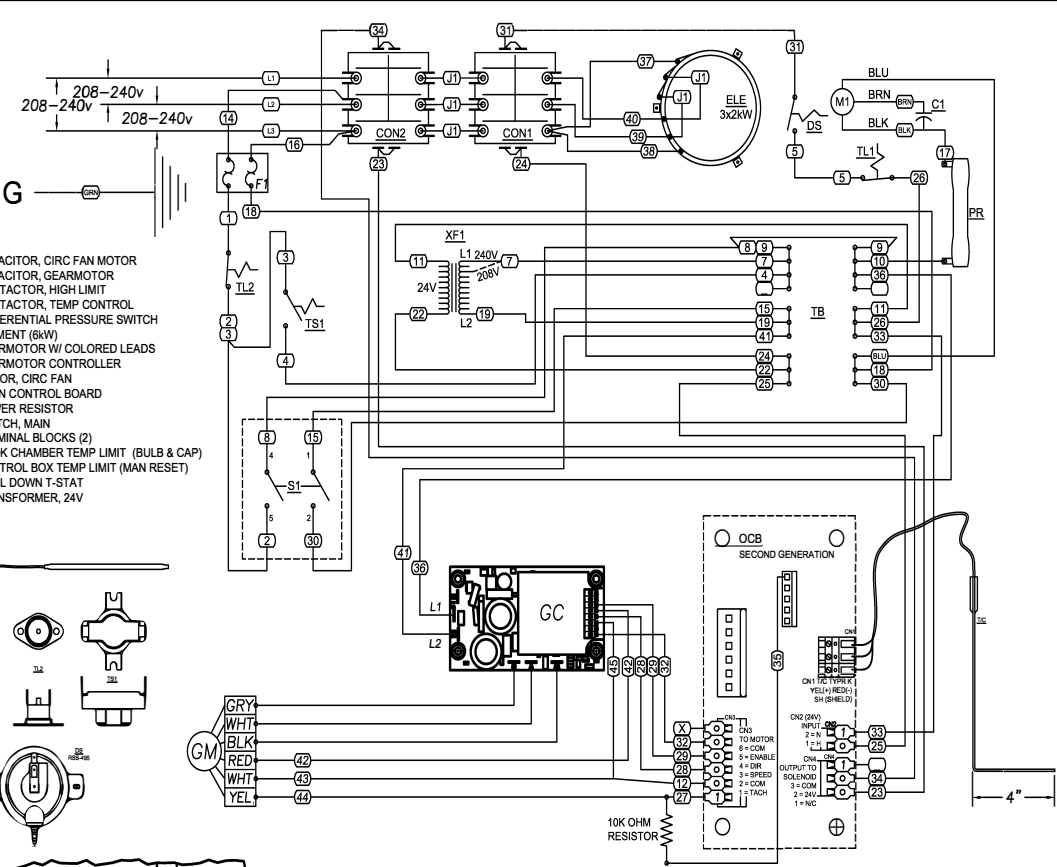 34
31
31
37
BLU
L1
J1
J1
208-240v
208-240v
L2
J1
J1
J1
ELE
3x2kW
M1
BRN
BRN
C1
208-240v
14
L3
J1
40
39
38
DS
BLK
BLK
CON2
CON1
16
23
24
5
TL1
17
G
GRN
F1
5
26
1
18
PR
XF1
8
9
9
L1 240V
208V
11
7
7
10
24V
4
36
3
TL2
TS1
22
19
L2
15
11
19
TB
26
41
33
2
3
4
24
BLU
22
18
25
30
ACITOR, CIRC FAN MOTOR
ACITOR, GEARMOTOR
TACTOR, HIGH LIMIT
TACTOR, TEMP CONTROL
ERENTIAL PRESSURE SWITCH
MENT (6kW)
RMOTOR W/ COLORED LEADS
RMOTOR CONTROLLER
OR, CIRC FAN
N CONTROL BOARD
VER RESISTOR
TCH, MAIN
MINAL BLOCKS (2)
OK CHAMBER TEMP LIMIT (BULB & CAP)
TROL BOX TEMP LIMIT (MAN RESET)
L DOWN T-STAT
NSFORMER, 24V
8
15
4
1
S1
5
2
2
30
41
36
OCB
SECOND GENERATION
L1
L2
GC
45
42
28
29
32
35
CN1
CN1 T/C TYPR K
YEL(+) RED(-)
SH (SHIELD)
T/C
TL2
TS1
DS
RSS-495
GM
GRY
WHT
BLK
RED
WHT
YEL
42
43
44
X
32
29
28
12
27
1
CN3
CN3
TO MOTOR
6 = COM
5 = ENABLE
4 = DIR
3 = SPEED
2 = COM
1 = TACH
CN2 (24V)
INPUT
2 = N
1 = H
CN2
1
33
25
CN4
OUTPUT TO
SOLENOID
3 = COM
2 = 24V
1 = N/C
CN4
1
34
23
10K OHM
RESISTOR
4"